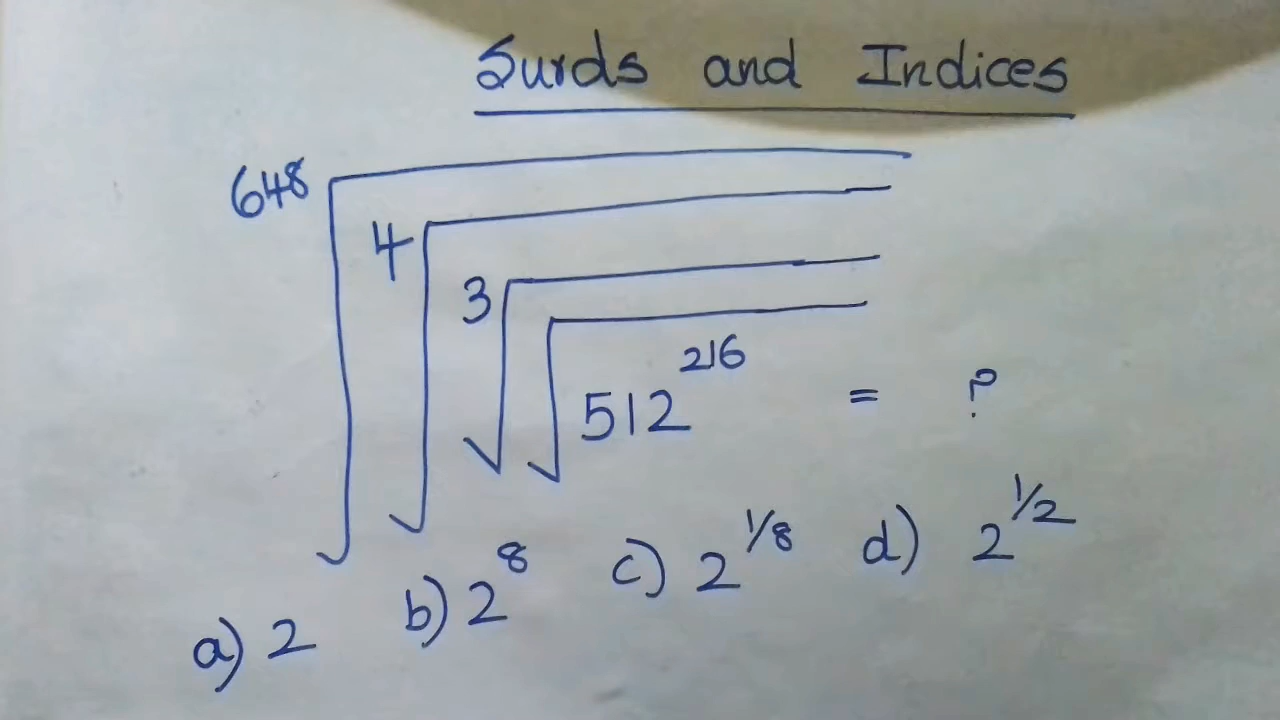 Surds and Indices
648
4
3
512^216 = ?
a) 2 b) 2^8 c) 2^1/8 d) 2^1/2